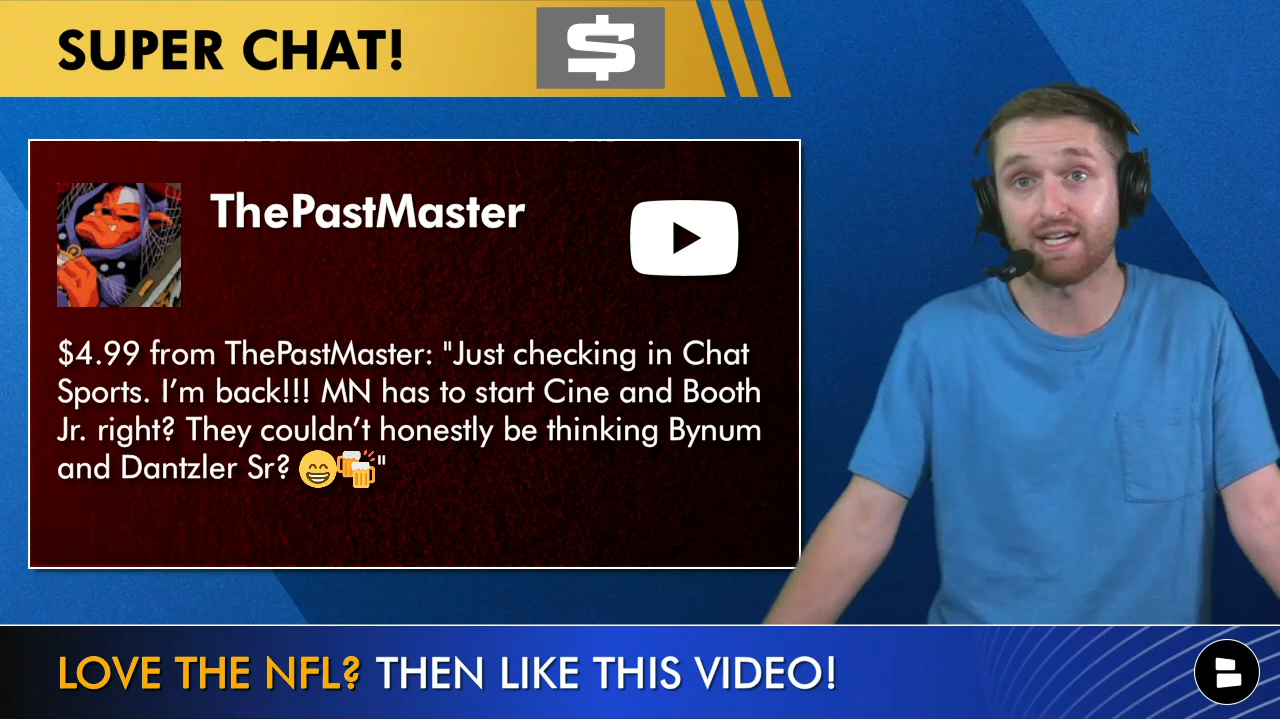 SUPER CHAT!
$
ThePastMaster
$4.99 from ThePastMaster: "Just checking in Chat
Sports. I’m back!!! MN has to start Cine and Booth
Jr. right? They couldn’t honestly be thinking Bynum
and Dantzler Sr? 😁🍻"
LOVE THE NFL? THEN LIKE THIS VIDEO!